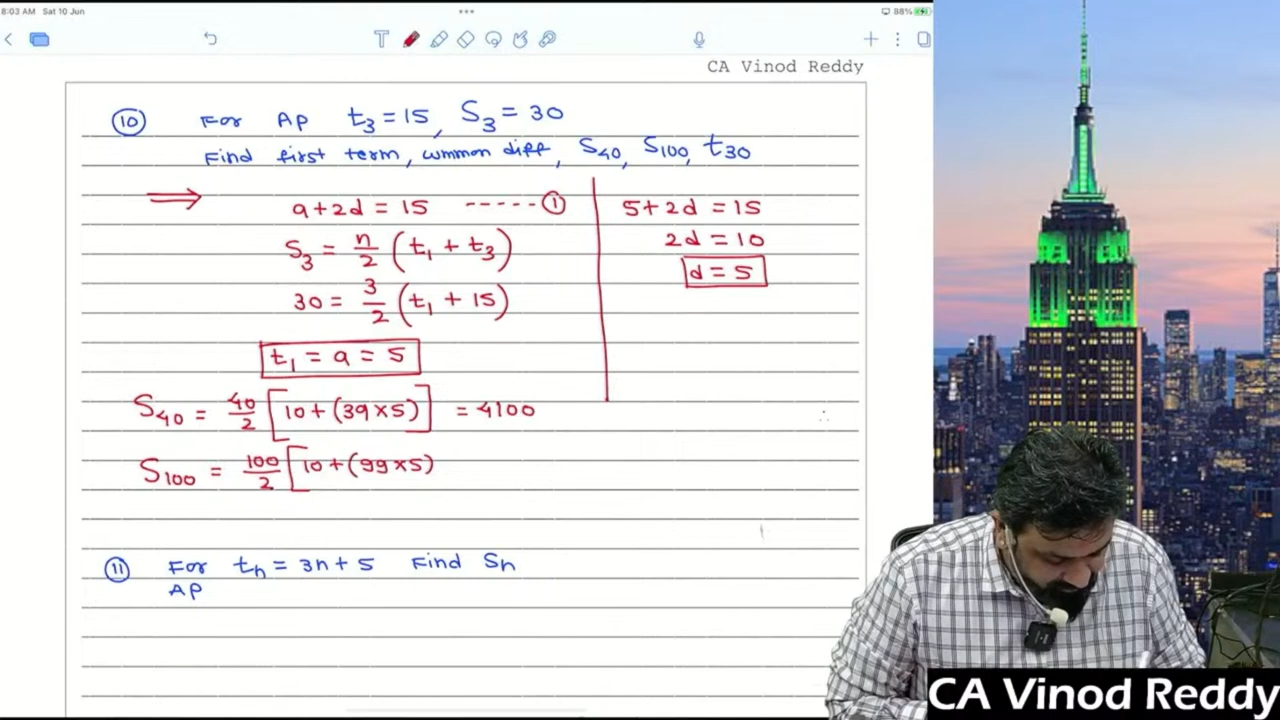 8:03 AM Sat 10 Jun
88%
CA Vinod Reddy
10 For AP t₃ = 15, S₃ = 30
Find first term, common diff, S₄₀, S₁₀₀, t₃₀
⇒ a + 2d = 15 ----- ①
S₃ = n/2 (t₁ + t₃)
30 = 3/2 (t₁ + 15)
t₁ = a = 5
5 + 2d = 15
2d = 10
d = 5
S₄₀ = 40/2 [10 + (39 × 5)] = 4100
S₁₀₀ = 100/2 [10 + (99 × 5)
11 For tₙ = 3n + 5 Find Sₙ
AP
CA Vinod Reddy